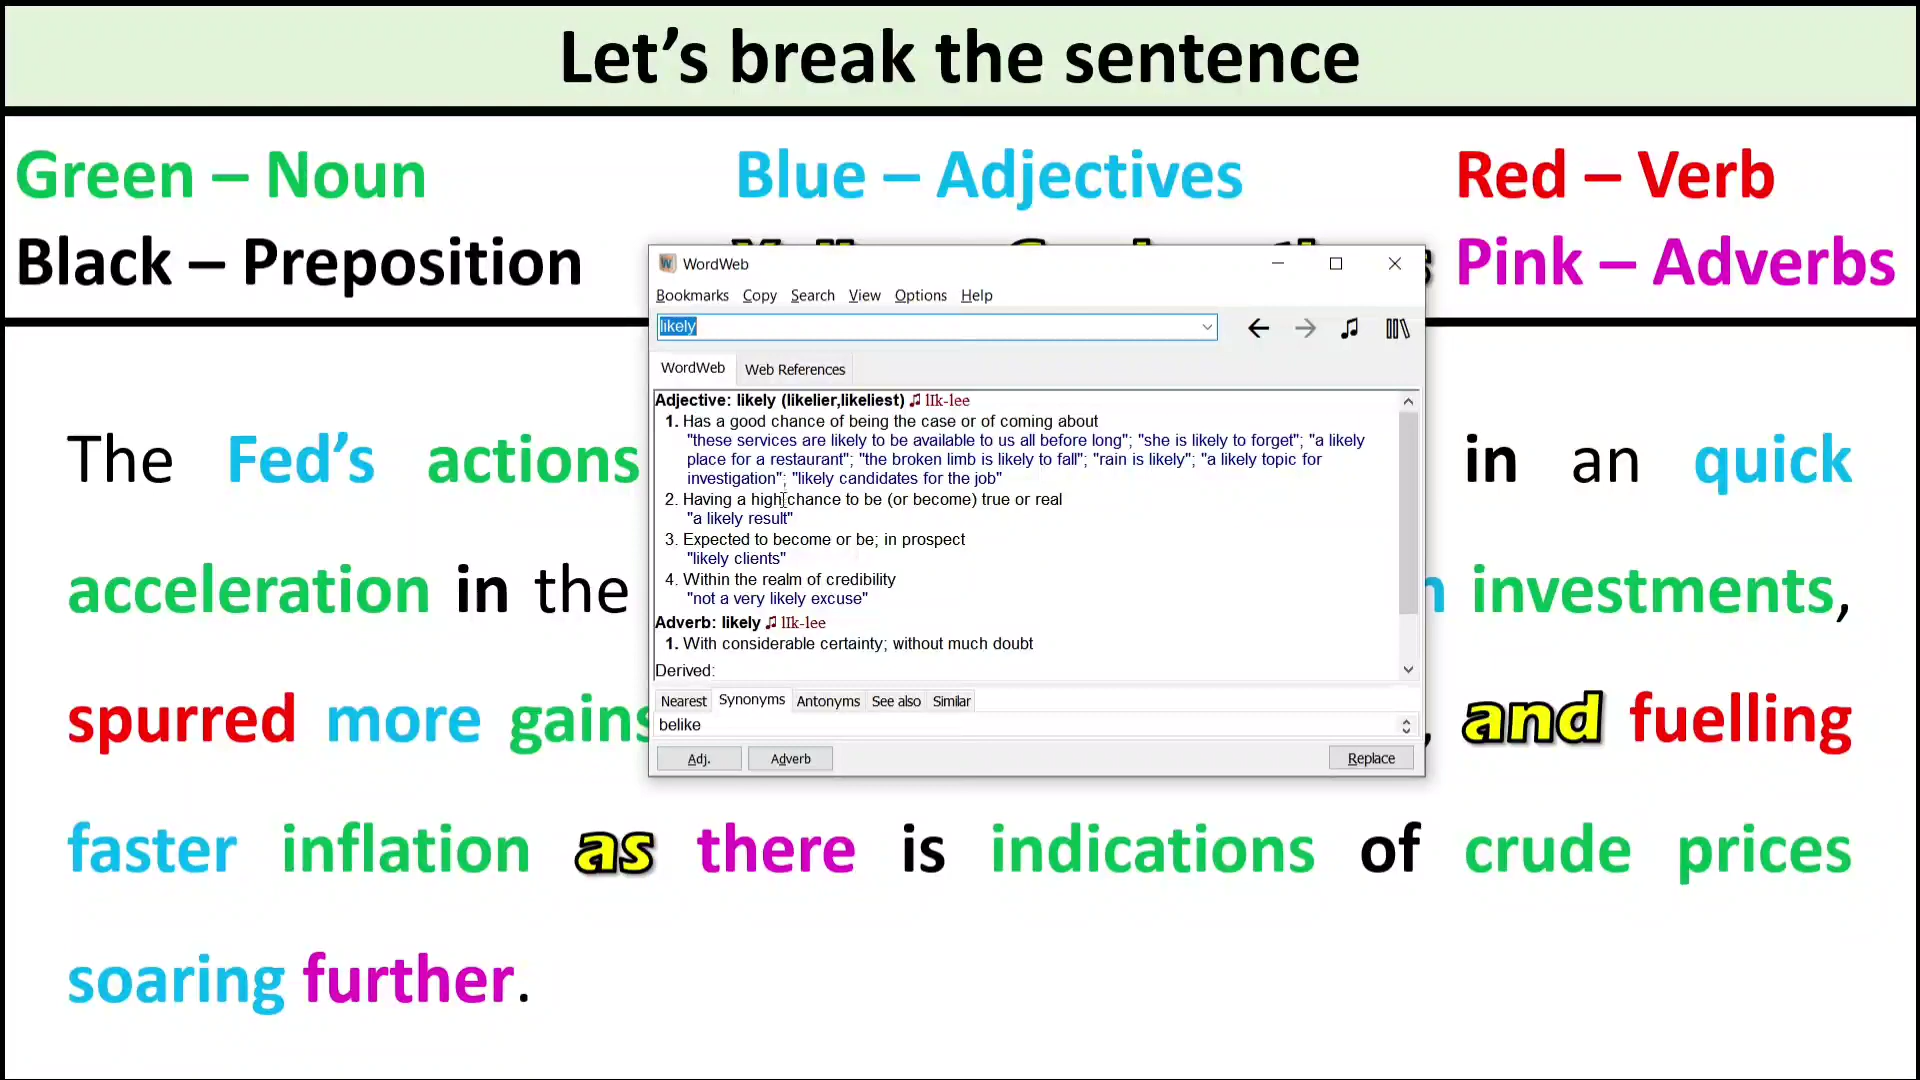 Let's break the sentence
Green – Noun Blue – Adjectives Red – Verb
Black – Preposition Pink – Adverbs
WordWeb
Bookmarks Copy Search View Options Help
likely
WordWeb Web References
Adjective: likely (likelier,likeliest) ♫ lIk-lee
1. Has a good chance of being the case or of coming about
"these services are likely to be available to us all before long"; "she is likely to forget"; "a likely
place for a restaurant"; "the broken limb is likely to fall"; "rain is likely"; "a likely topic for
investigation"; "likely candidates for the job"
2. Having a high chance to be (or become) true or real
"a likely result"
3. Expected to become or be; in prospect
"likely clients"
4. Within the realm of credibility
"not a very likely excuse"
Adverb: likely ♫ lIk-lee
1. With considerable certainty; without much doubt
Derived:
Nearest Synonyms Antonyms See also Similar
belike
Adj. Adverb Replace
The Fed's actions in an quick
acceleration in the investments,
spurred more gains and fuelling
faster inflation as there is indications of crude prices
soaring further.